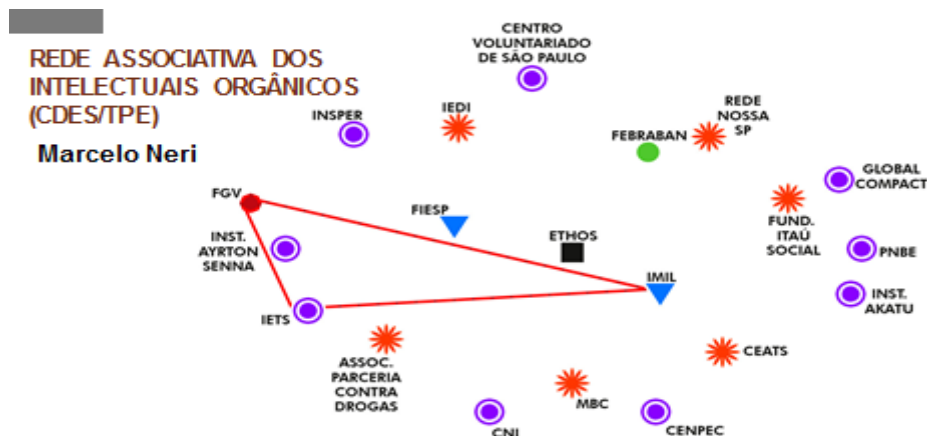 REDE ASSOCIATIVA DOS
INTELECTUAIS ORGÂNICOS
(CDES/TPE)
Marcelo Neri
CENTRO
VOLUNTARIADO
DE SÃO PAULO
INSPER
IEDI
FEBRABAN
REDE
NOSSA
SP
GLOBAL
COMPACT
FGV
FIESP
FUND.
ITAÚ
SOCIAL
INST.
AYRTON
SENNA
ETHOS
PNBE
IMIL
INST.
AKATU
IETS
ASSOC.
PARCERIA
CONTRA
DROGAS
CEATS
MBC
CNI
CENPEC